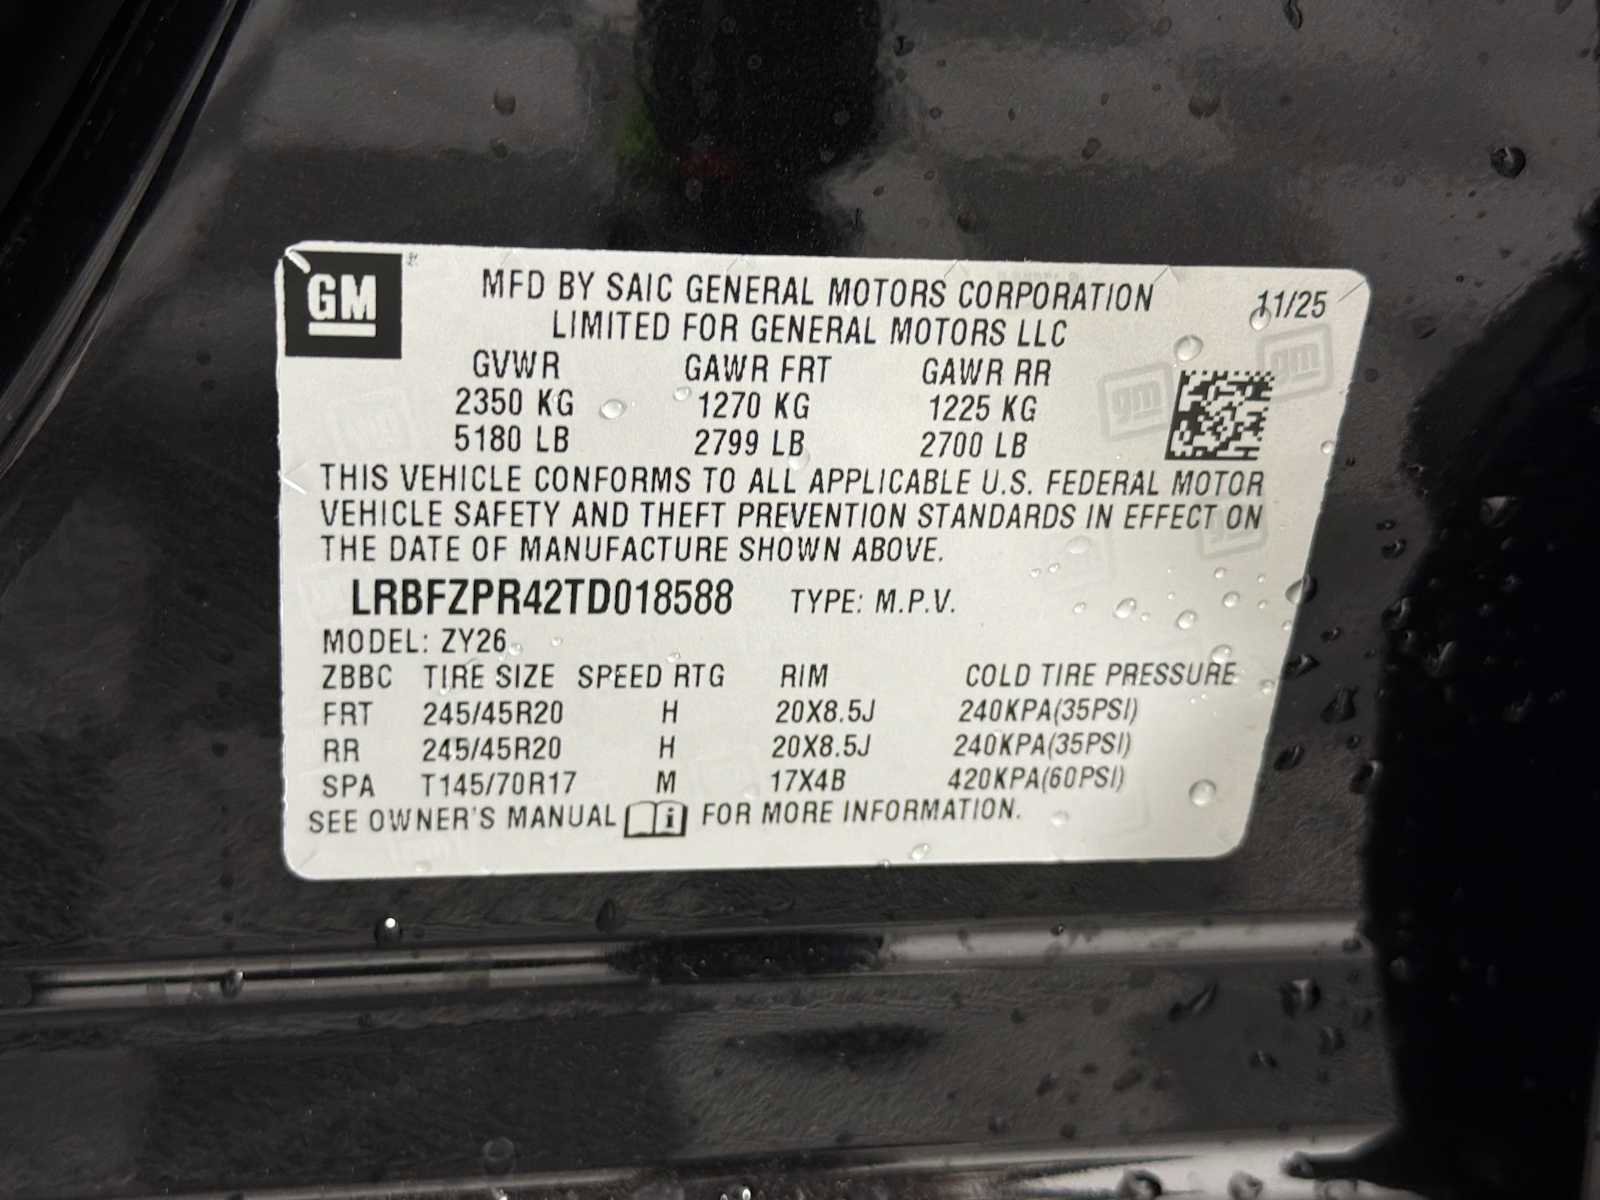 GM
MFD BY SAIC GENERAL MOTORS CORPORATION 11/25
LIMITED FOR GENERAL MOTORS LLC
GVWR GAWR FRT GAWR RR
2350 KG 1270 KG 1225 KG
5180 LB 2799 LB 2700 LB
gm gm
THIS VEHICLE CONFORMS TO ALL APPLICABLE U.S. FEDERAL MOTOR
VEHICLE SAFETY AND THEFT PREVENTION STANDARDS IN EFFECT ON
THE DATE OF MANUFACTURE SHOWN ABOVE.
LRBFZPR42TD018588 TYPE: M.P.V.
MODEL: ZY26
ZBBC TIRE SIZE SPEED RTG RIM COLD TIRE PRESSURE
FRT 245/45R20 H 20X8.5J 240KPA(35PSI)
RR 245/45R20 H 20X8.5J 240KPA(35PSI)
SPA T145/70R17 M 17X4B 420KPA(60PSI)
SEE OWNER'S MANUAL i FOR MORE INFORMATION.